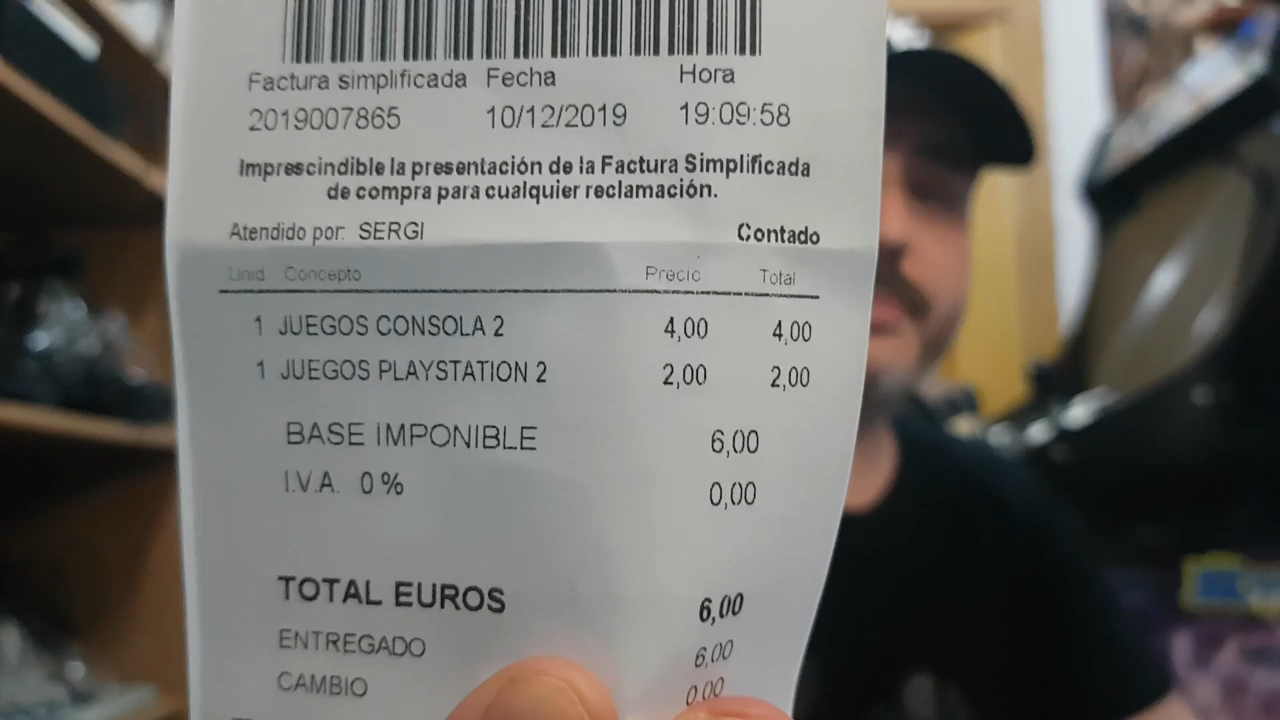 Factura simplificada Fecha Hora
2019007865 10/12/2019 19:09:58
Imprescindible la presentación de la Factura Simplificada
de compra para cualquier reclamación.
Atendido por: SERGI Contado
Unid Concepto Precio Total
1 JUEGOS CONSOLA 2 4,00 4,00
1 JUEGOS PLAYSTATION 2 2,00 2,00
BASE IMPONIBLE 6,00
I.V.A. 0 % 0,00
TOTAL EUROS 6,00
ENTREGADO 6,00
CAMBIO 0,00